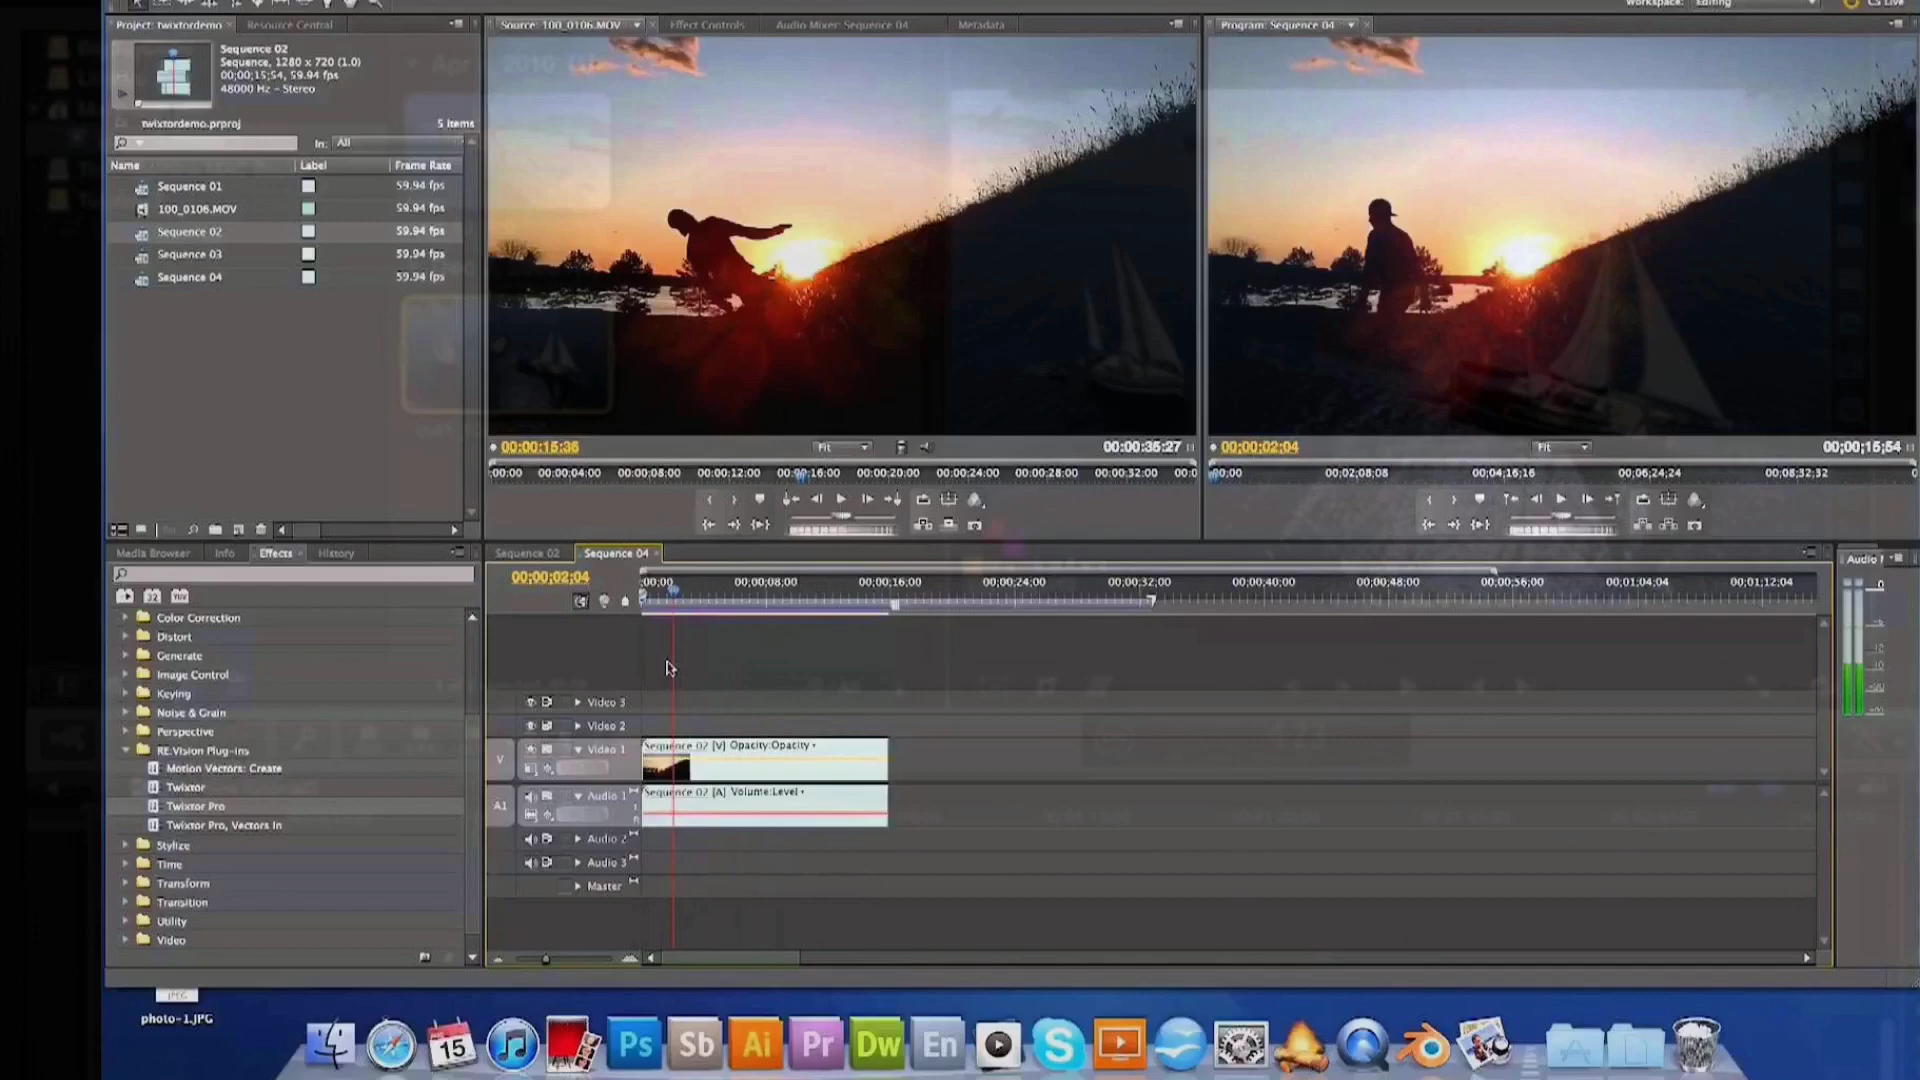 Workspace: Editing
CS Live
Project: twixtordemo
Resource Central
Source: 100_0106.MOV
Effect Controls
Audio Mixer: Sequence 04
Metadata
Program: Sequence 04
Sequence 02
Sequence, 1280 x 720 (1.0)
00;00;15;54, 59.94 fps
48000 Hz - Stereo
twixtordemo.prproj
5 Items
In: All
Name
Label
Frame Rate
Sequence 01
59.94 fps
100_0106.MOV
59.94 fps
Sequence 02
59.94 fps
Sequence 03
59.94 fps
Sequence 04
59.94 fps
00:00:15:36
Fit
00:00:35:27
00;00;02;04
Fit
00;00;15;54
:00:00
00:00:04:00
00:00:08:00
00:00:12:00
00:00:16:00
00:00:20:00
00:00:24:00
00:00:28:00
00:00:32:00
00:0
00;00
00;02;08;08
00;04;16;16
00;06;24;24
00;08;32;32
Media Browser
Info
Effects
History
Sequence 02
Sequence 04
Audio
00;00;02;04
;00;00
00;00;08;00
00;00;16;00
00;00;24;00
00;00;32;00
00;00;40;00
00;00;48;00
00;00;56;00
00;01;04;04
00;01;12;04
Color Correction
Distort
Generate
Image Control
Keying
Noise & Grain
Perspective
RE:Vision Plug-ins
Motion Vectors: Create
Twixtor
Twixtor Pro
Twixtor Pro, Vectors In
Stylize
Time
Transform
Transition
Utility
Video
Video 3
Video 2
V
Video 1
Sequence 02 [V] Opacity:Opacity
A1
Audio 1
Sequence 02 [A] Volume:Level
Audio 2
Audio 3
Master
JPEG
photo-1.JPG
15
Ps
Sb
Ai
Pr
Dw
En
S